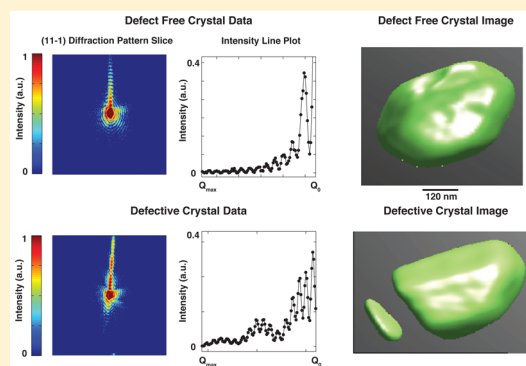 Defect Free Crystal Data
Defect Free Crystal Image
(11-1) Diffraction Pattern Slice
Intensity Line Plot
1
Intensity (a.u.)
0
0.4
Intensity (a.u.)
0
Qmax
Q0
120 nm
Defective Crystal Data
Defective Crystal Image
1
Intensity (a.u.)
0
0.4
Intensity (a.u.)
0
Qmax
Q0